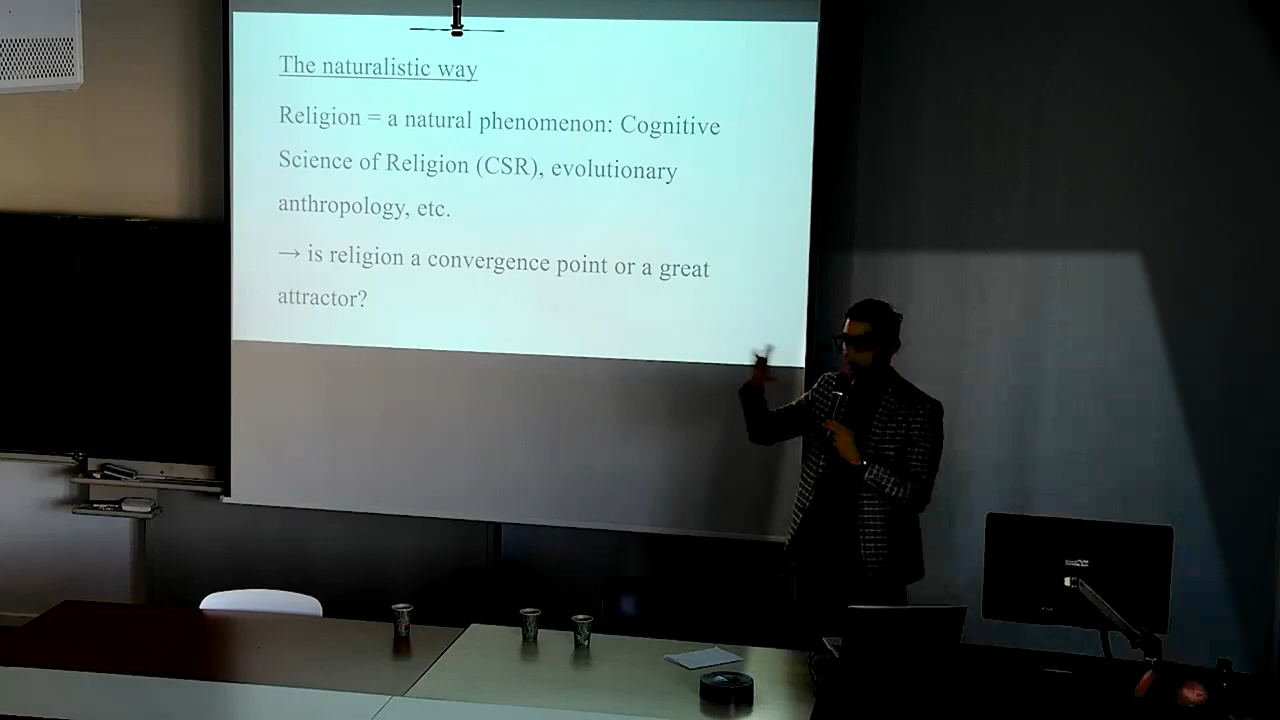 The naturalistic way
Religion = a natural phenomenon: Cognitive
Science of Religion (CSR), evolutionary
anthropology, etc.
→ is religion a convergence point or a great
attractor?